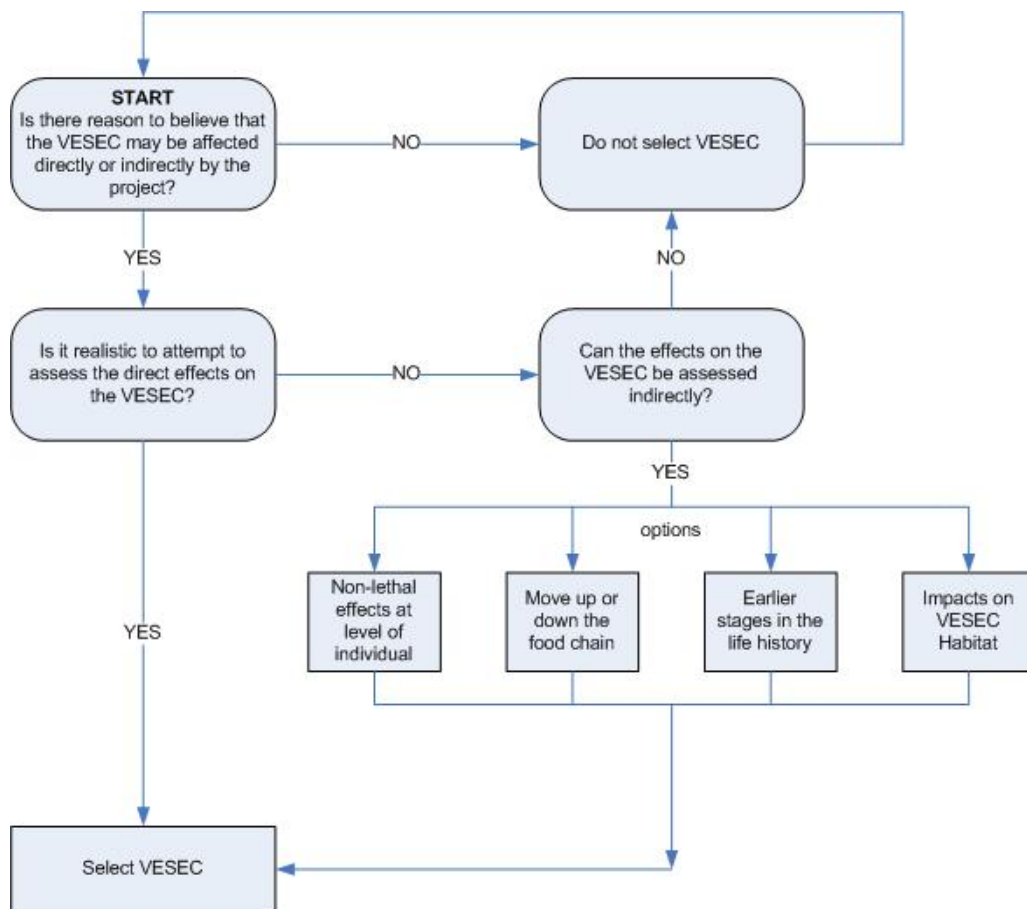 START
Is there reason to believe that
the VESEC may be affected
directly or indirectly by the
project?
NO
Do not select VESEC
YES
NO
Is it realistic to attempt to
assess the direct effects on
the VESEC?
NO
Can the effects on the
VESEC be assessed
indirectly?
YES
options
Non-lethal
effects at
level of
individual
Move up or
down the
food chain
Earlier
stages in the
life history
Impacts on
VESEC
Habitat
YES
Select VESEC